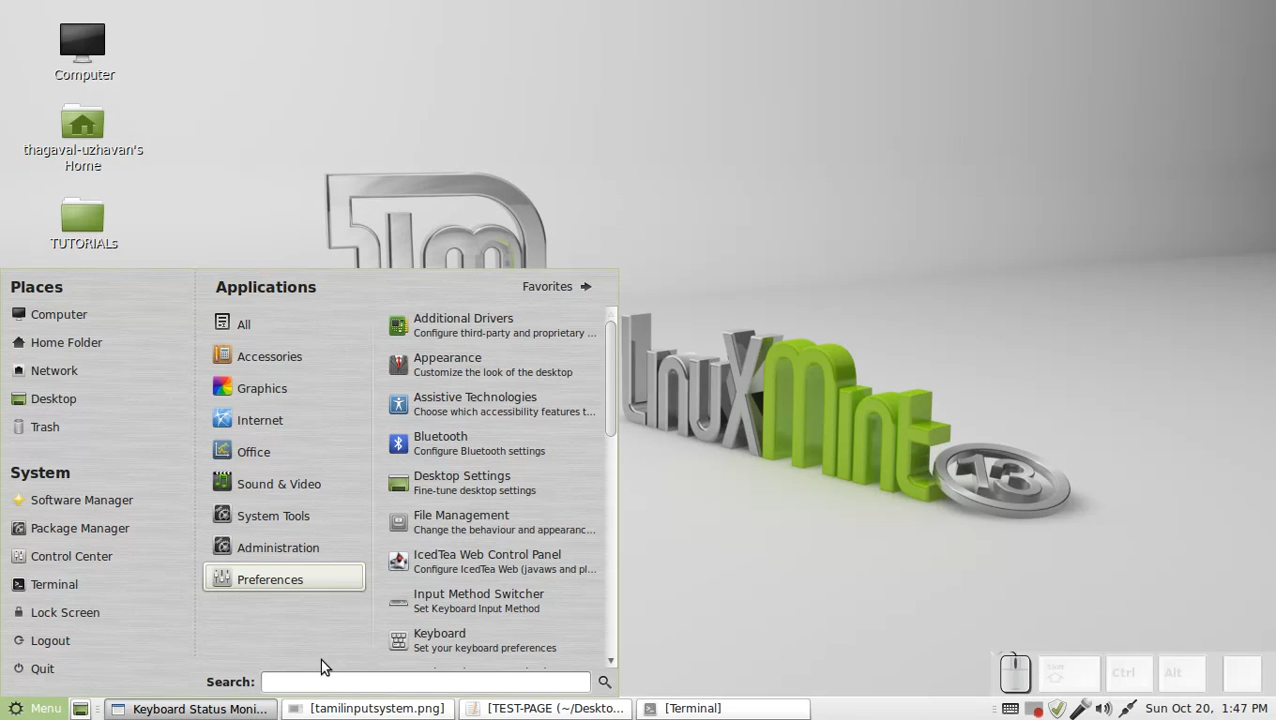 Computer
thagaval-uzhavan's
Home
TUTORIALs
LinuxMint
13
Places
Computer
Home Folder
Network
Desktop
Trash
System
Software Manager
Package Manager
Control Center
Terminal
Lock Screen
Logout
Quit
Applications
Favorites
All
Accessories
Graphics
Internet
Office
Sound & Video
System Tools
Administration
Preferences
Additional Drivers
Configure third-party and proprietary ...
Appearance
Customize the look of the desktop
Assistive Technologies
Choose which accessibility features t...
Bluetooth
Configure Bluetooth settings
Desktop Settings
Fine-tune desktop settings
File Management
Change the behaviour and appearanc...
IcedTea Web Control Panel
Configure IcedTea Web (javaws and pl...
Input Method Switcher
Set Keyboard Input Method
Keyboard
Set your keyboard preferences
Search:
Ctrl
Alt
Menu
Keyboard Status Moni...
[tamilinputsystem.png]
[TEST-PAGE (~/Deskto...
[Terminal]
Sun Oct 20, 1:47 PM